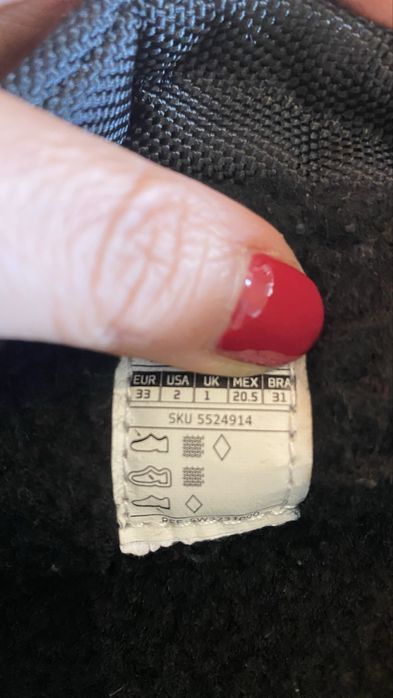 EUR USA UK MEX BRA
33 2 1 20.5 31
SKU 5524914